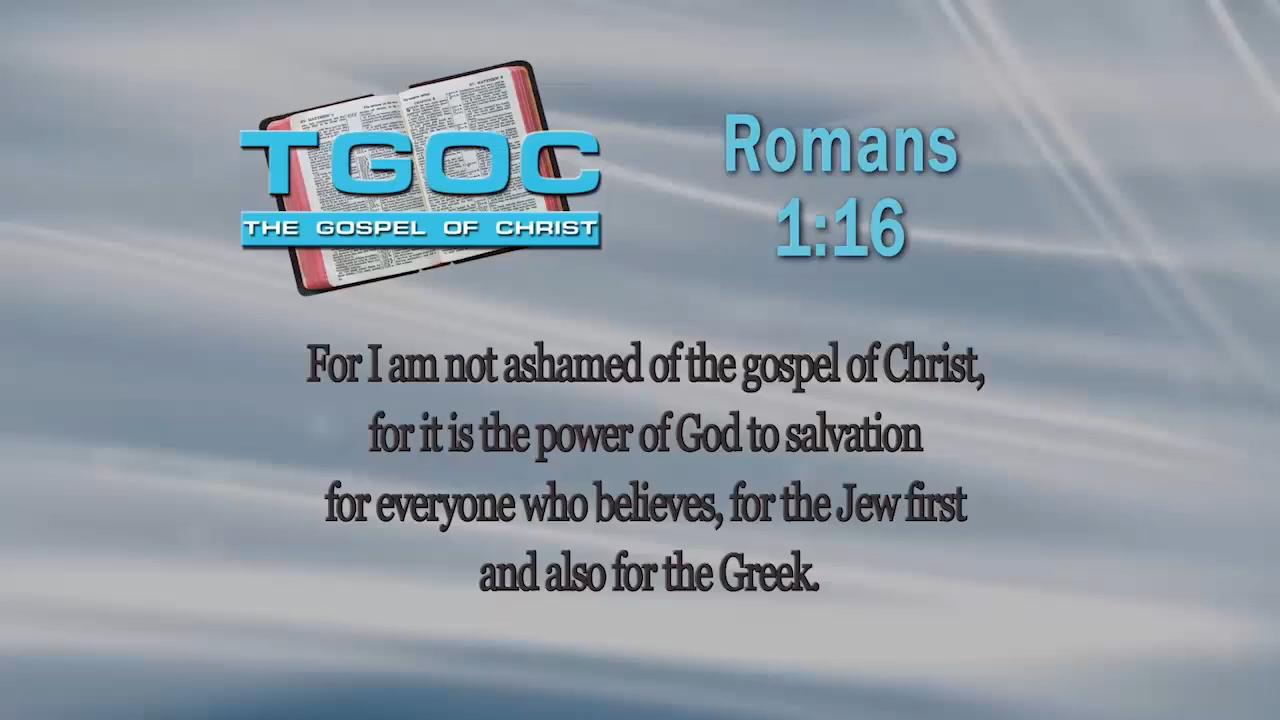 TGOC
THE GOSPEL OF CHRIST
Romans
1:16
For I am not ashamed of the gospel of Christ,
for it is the power of God to salvation
for everyone who believes, for the Jew first
and also for the Greek.